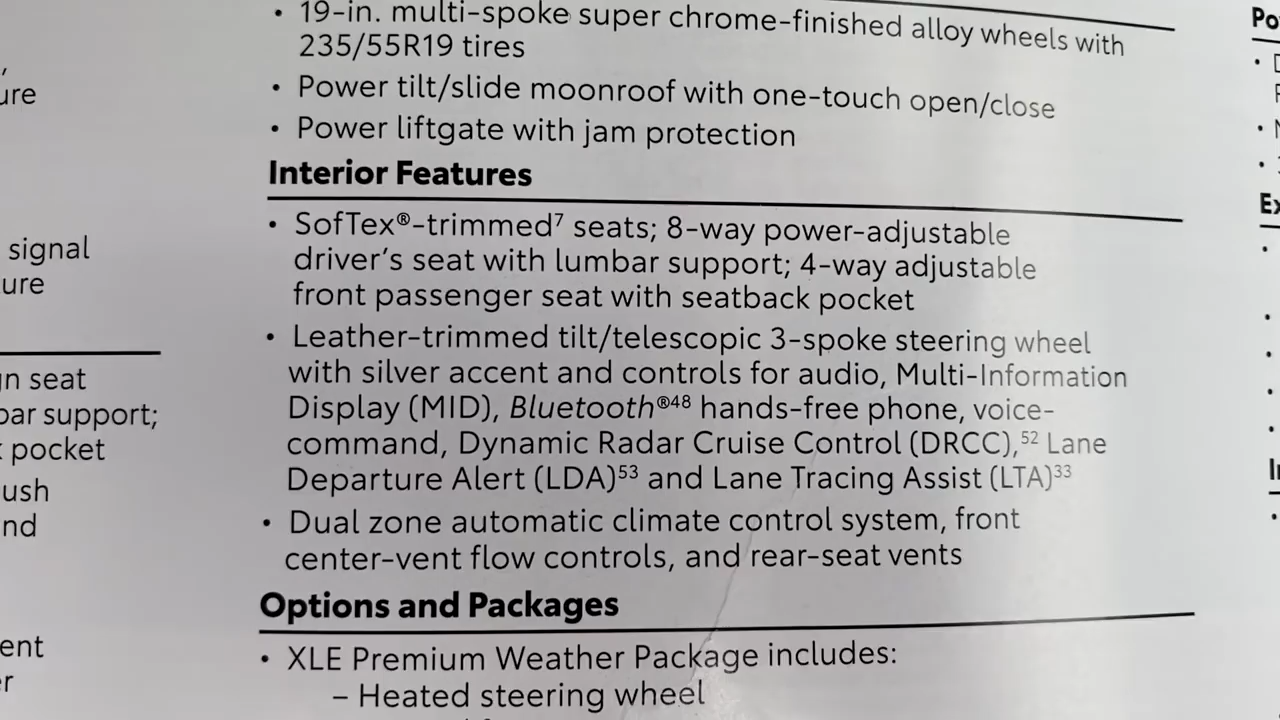 ure
signal
ure
seat
bar support;
pocket
ush
nd
• 19-in. multi-spoke super chrome-finished alloy wheels with
235/55R19 tires
• Power tilt/slide moonroof with one-touch open/close
• Power liftgate with jam protection
Interior Features
• SofTex®-trimmed⁷ seats; 8-way power-adjustable
driver's seat with lumbar support; 4-way adjustable
front passenger seat with seatback pocket
• Leather-trimmed tilt/telescopic 3-spoke steering wheel
with silver accent and controls for audio, Multi-Information
Display (MID), Bluetooth®⁴⁸ hands-free phone, voice-
command, Dynamic Radar Cruise Control (DRCC),⁵² Lane
Departure Alert (LDA)⁵³ and Lane Tracing Assist (LTA)³³
• Dual zone automatic climate control system, front
center-vent flow controls, and rear-seat vents
Options and Packages
• XLE Premium Weather Package includes:
– Heated steering wheel